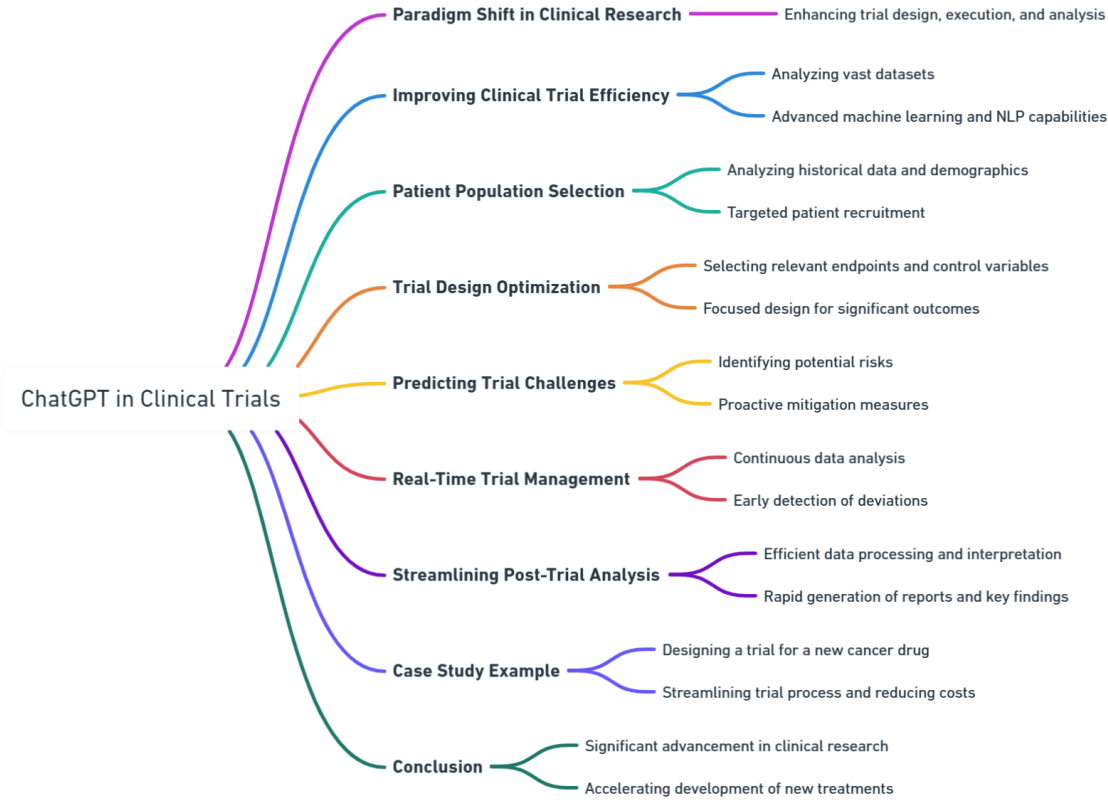 ChatGPT in Clinical Trials
Paradigm Shift in Clinical Research
Enhancing trial design, execution, and analysis
Improving Clinical Trial Efficiency
Analyzing vast datasets
Advanced machine learning and NLP capabilities
Patient Population Selection
Analyzing historical data and demographics
Targeted patient recruitment
Trial Design Optimization
Selecting relevant endpoints and control variables
Focused design for significant outcomes
Predicting Trial Challenges
Identifying potential risks
Proactive mitigation measures
Real-Time Trial Management
Continuous data analysis
Early detection of deviations
Streamlining Post-Trial Analysis
Efficient data processing and interpretation
Rapid generation of reports and key findings
Case Study Example
Designing a trial for a new cancer drug
Streamlining trial process and reducing costs
Conclusion
Significant advancement in clinical research
Accelerating development of new treatments